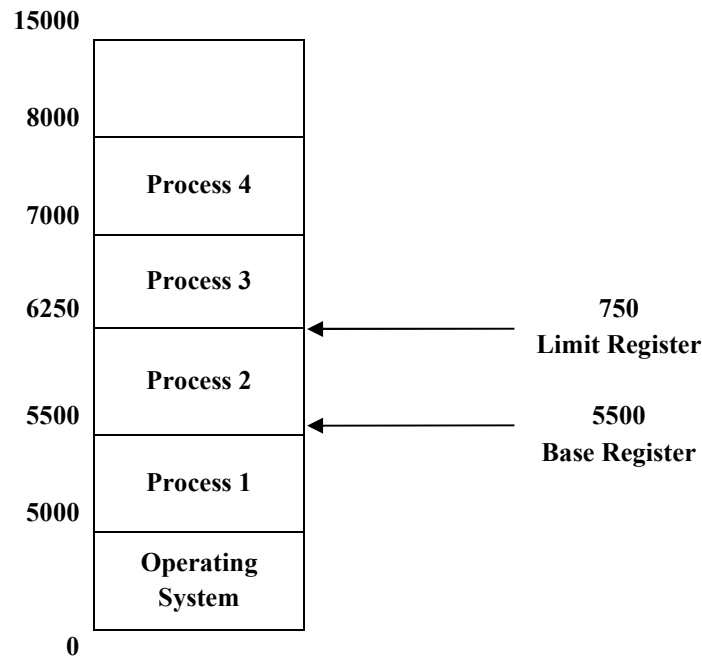 15000
8000
Process 4
7000
Process 3
6250
750
Limit Register
Process 2
5500
5500
Base Register
Process 1
5000
Operating
System
0